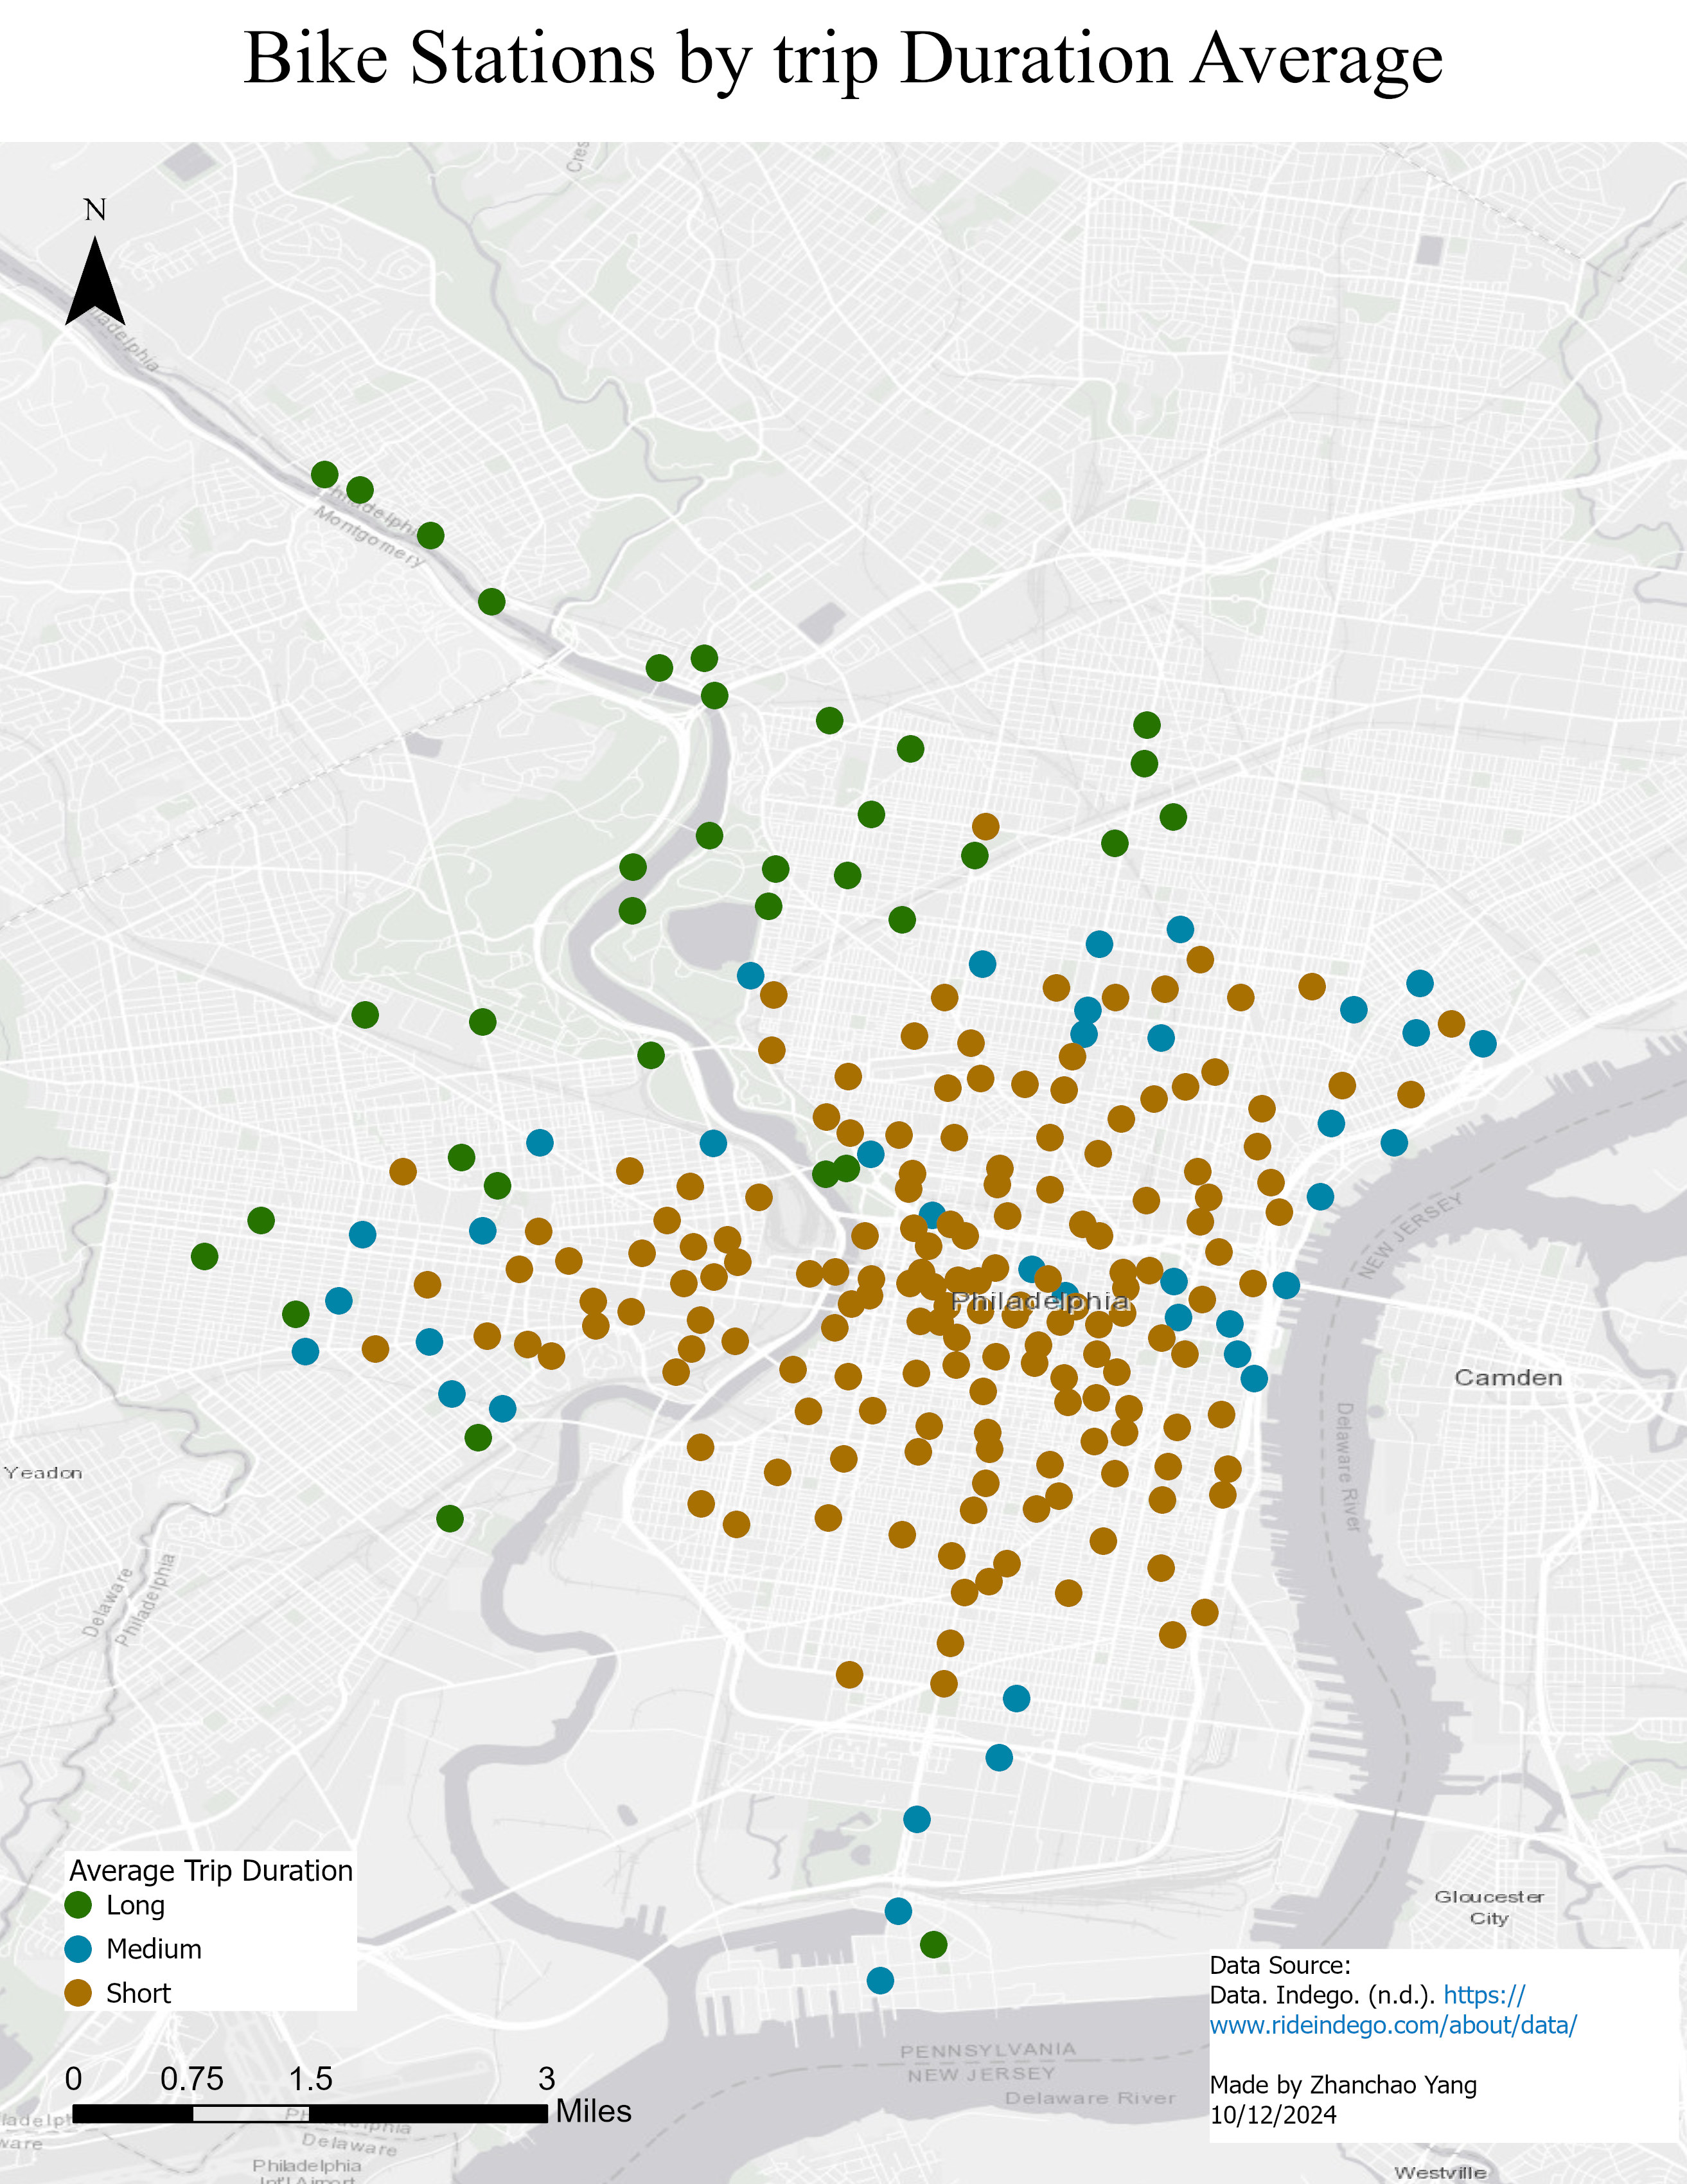 Bike Stations by trip Duration Average
Cres
N
Philadelphia
Montgomery
Philadelphia
NEW JERSEY
Camden
Delaware River
Yeadon
Delaware
Philadelphia
Gloucester
City
Average Trip Duration
Long
Medium
Short
Data Source:
Data. Indego. (n.d.). https://
www.rideindego.com/about/data/
Made by Zhanchao Yang
10/12/2024
PENNSYLVANIA
NEW JERSEY
Delaware River
0 0.75 1.5 3
Miles
Philadelphia
Delaware
Philadelphia
Int'l Airport
Westville